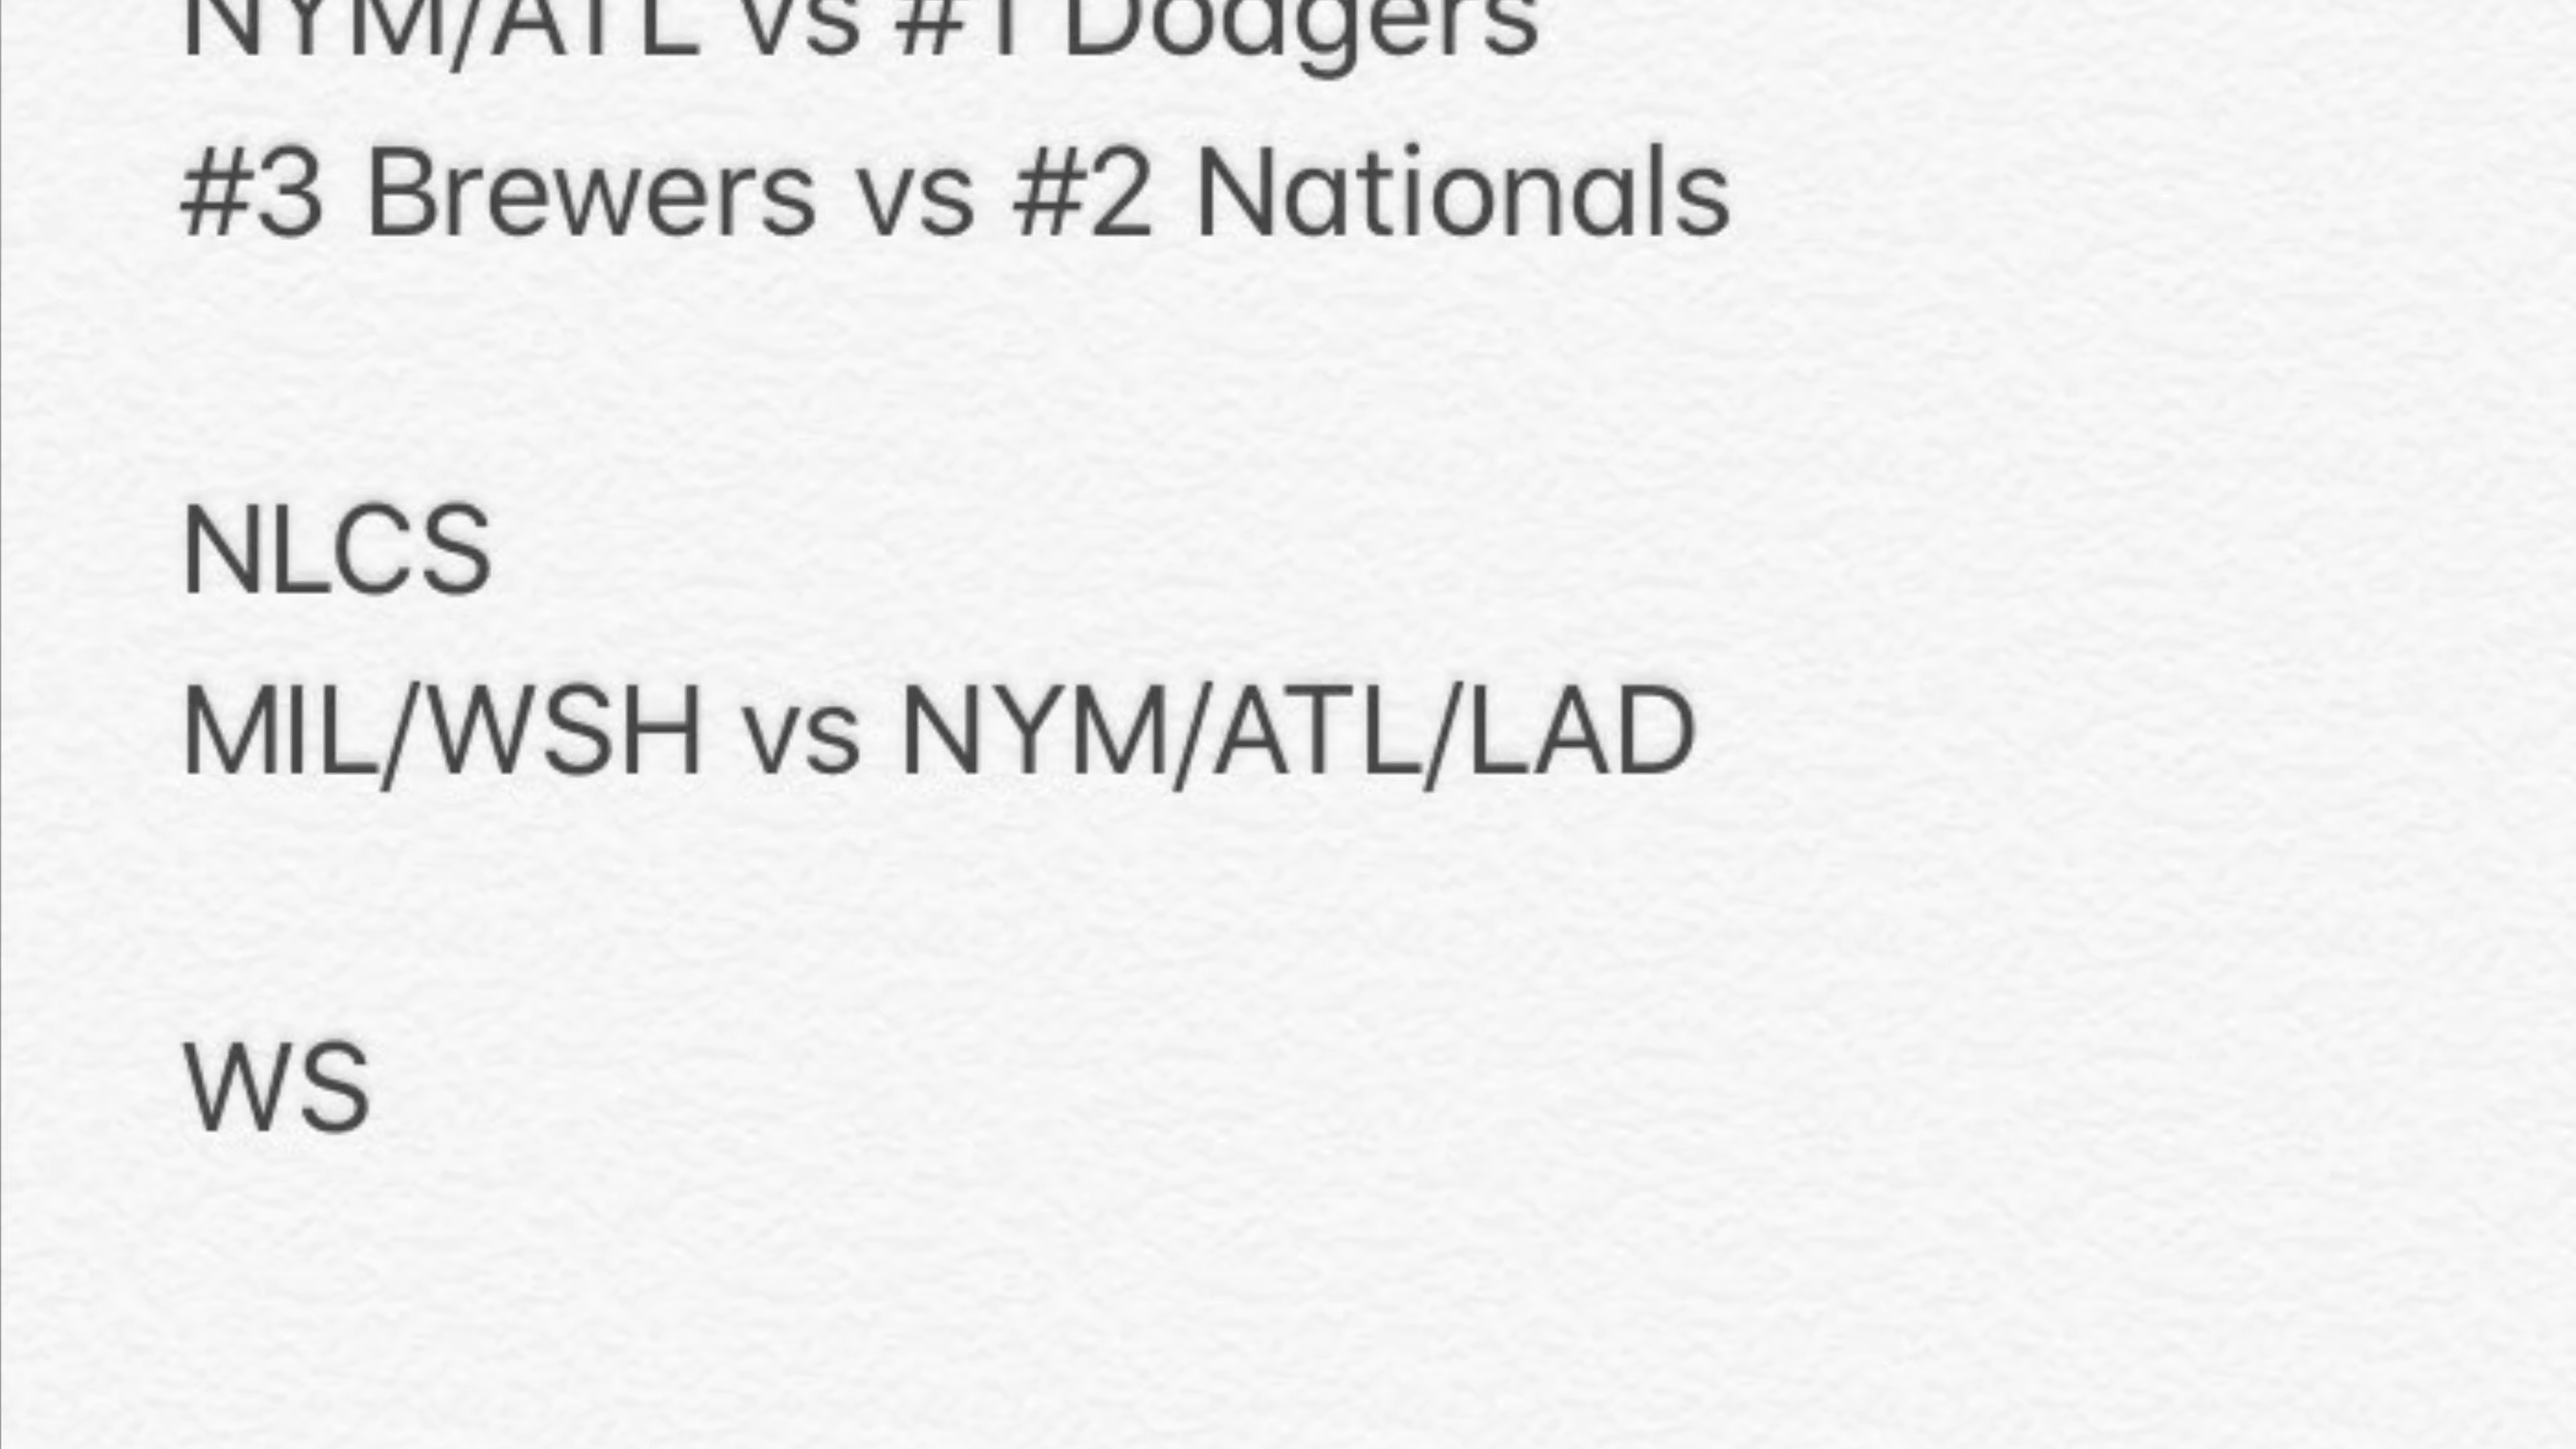 NYM/ATL vs #1 Dodgers
#3 Brewers vs #2 Nationals
NLCS
MIL/WSH vs NYM/ATL/LAD
WS